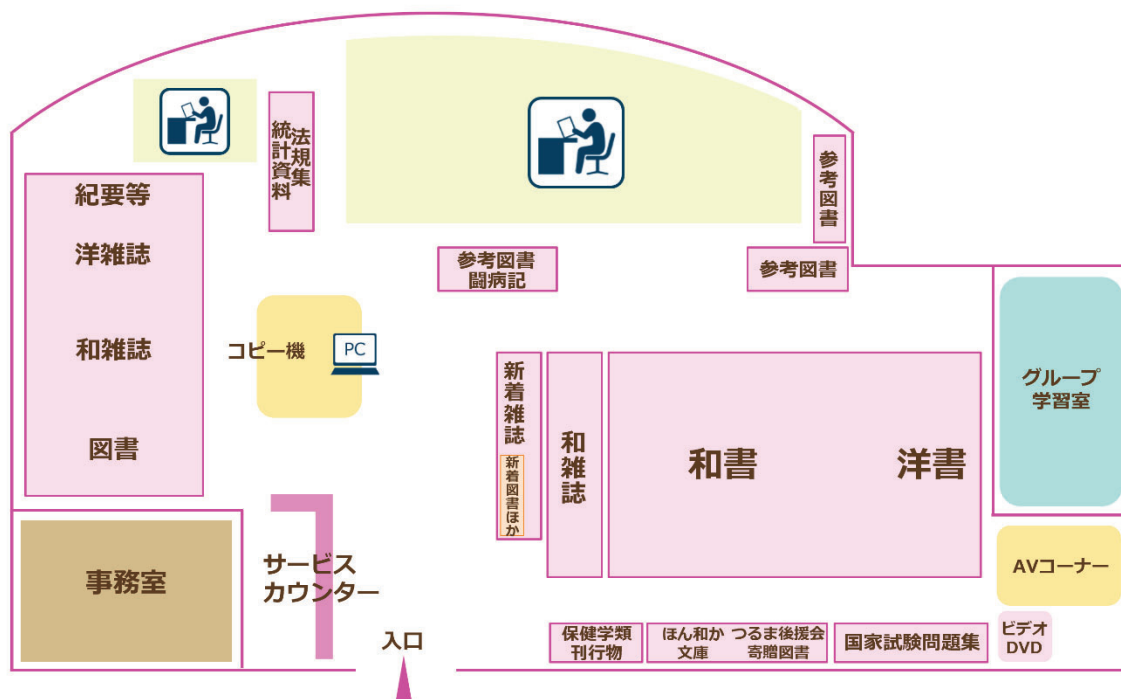 法規集
統計資料
参考図書
紀要等
洋雑誌
和雑誌
図書
参考図書
闘病記
参考図書
コピー機
PC
新着雑誌
新着図書ほか
和雑誌
和書
洋書
グループ
学習室
AVコーナー
ビデオ
DVD
事務室
サービス
カウンター
入口
保健学類
刊行物
ほん和か
文庫
つるま後援会
寄贈図書
国家試験問題集